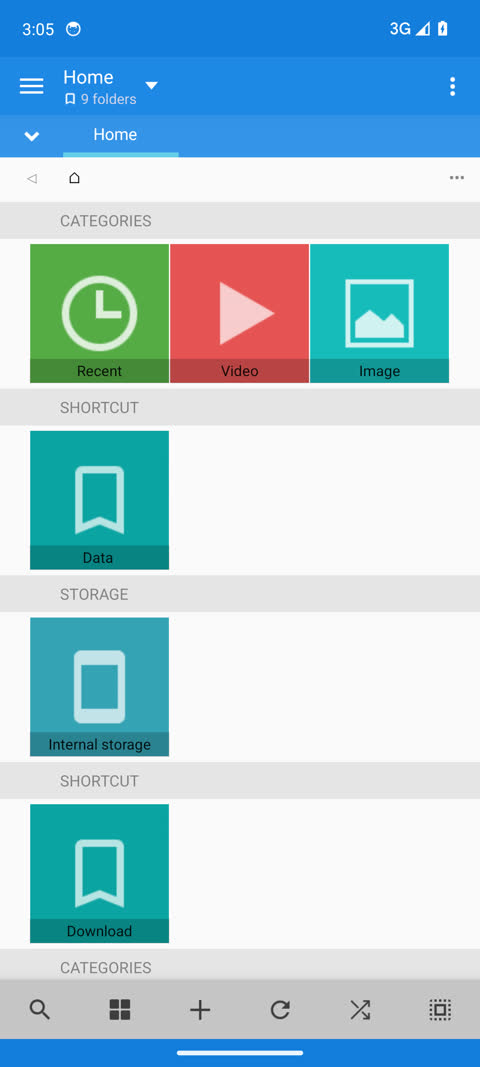 3:05
3G
Home
9 folders
Home
CATEGORIES
Recent
Video
Image
SHORTCUT
Data
STORAGE
Internal storage
SHORTCUT
Download
CATEGORIES